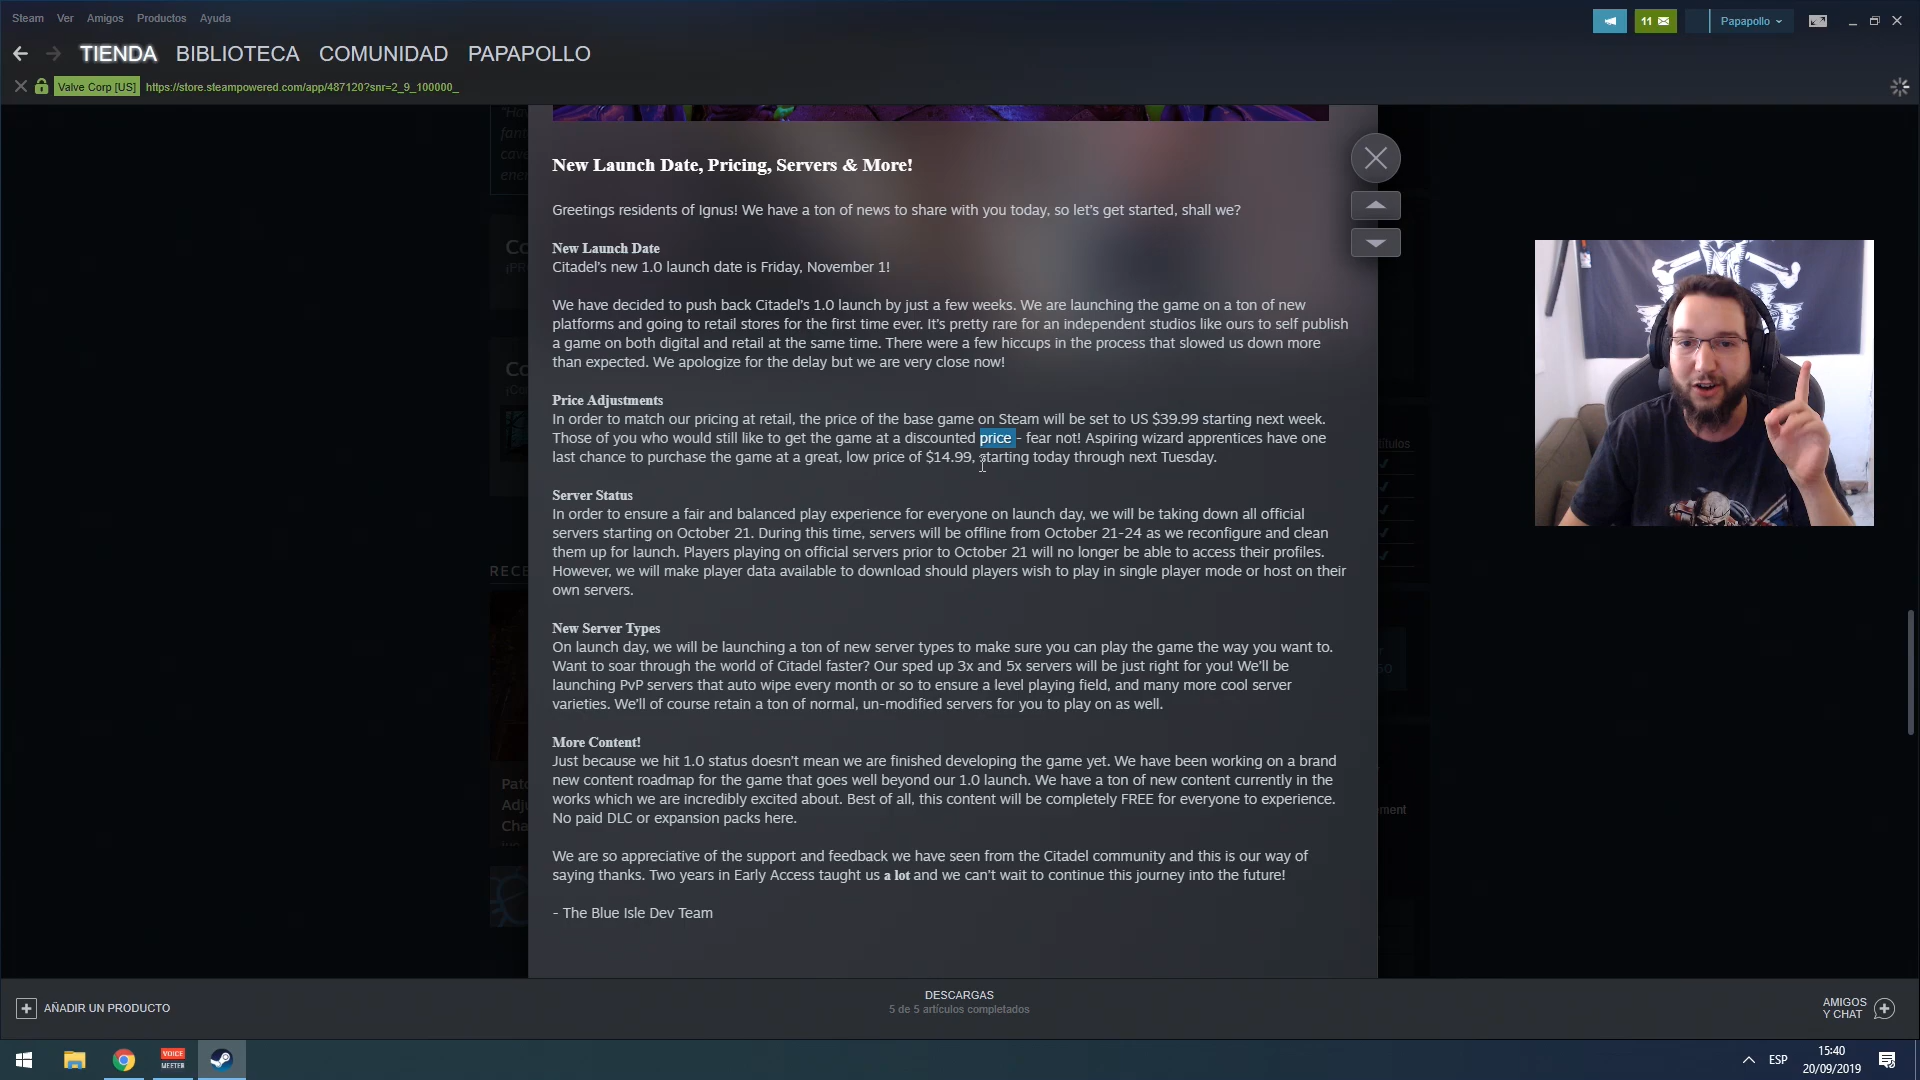 Steam Ver Amigos Productos Ayuda
11
Papapollo
TIENDA BIBLIOTECA COMUNIDAD PAPAPOLLO
Valve Corp [US] https://store.steampowered.com/app/487120?snr=2_9_100000_
New Launch Date, Pricing, Servers & More!
Greetings residents of Ignus! We have a ton of news to share with you today, so let's get started, shall we?
New Launch Date
Citadel's new 1.0 launch date is Friday, November 1!
We have decided to push back Citadel's 1.0 launch by just a few weeks. We are launching the game on a ton of new
platforms and going to retail stores for the first time ever. It's pretty rare for an independent studios like ours to self publish
a game on both digital and retail at the same time. There were a few hiccups in the process that slowed us down more
than expected. We apologize for the delay but we are very close now!
Price Adjustments
In order to match our pricing at retail, the price of the base game on Steam will be set to US $39.99 starting next week.
Those of you who would still like to get the game at a discounted price - fear not! Aspiring wizard apprentices have one
last chance to purchase the game at a great, low price of $14.99, starting today through next Tuesday.
Server Status
In order to ensure a fair and balanced play experience for everyone on launch day, we will be taking down all official
servers starting on October 21. During this time, servers will be offline from October 21-24 as we reconfigure and clean
them up for launch. Players playing on official servers prior to October 21 will no longer be able to access their profiles.
However, we will make player data available to download should players wish to play in single player mode or host on their
own servers.
New Server Types
On launch day, we will be launching a ton of new server types to make sure you can play the game the way you want to.
Want to soar through the world of Citadel faster? Our sped up 3x and 5x servers will be just right for you! We'll be
launching PvP servers that auto wipe every month or so to ensure a level playing field, and many more cool server
varieties. We'll of course retain a ton of normal, un-modified servers for you to play on as well.
More Content!
Just because we hit 1.0 status doesn't mean we are finished developing the game yet. We have been working on a brand
new content roadmap for the game that goes well beyond our 1.0 launch. We have a ton of new content currently in the
works which we are incredibly excited about. Best of all, this content will be completely FREE for everyone to experience.
No paid DLC or expansion packs here.
We are so appreciative of the support and feedback we have seen from the Citadel community and this is our way of
saying thanks. Two years in Early Access taught us a lot and we can't wait to continue this journey into the future!
- The Blue Isle Dev Team
RECE
Patc
Adju
Cha
AÑADIR UN PRODUCTO
DESCARGAS
5 de 5 artículos completados
AMIGOS
Y CHAT
VOICE
MEETER
ESP
15:40
20/09/2019